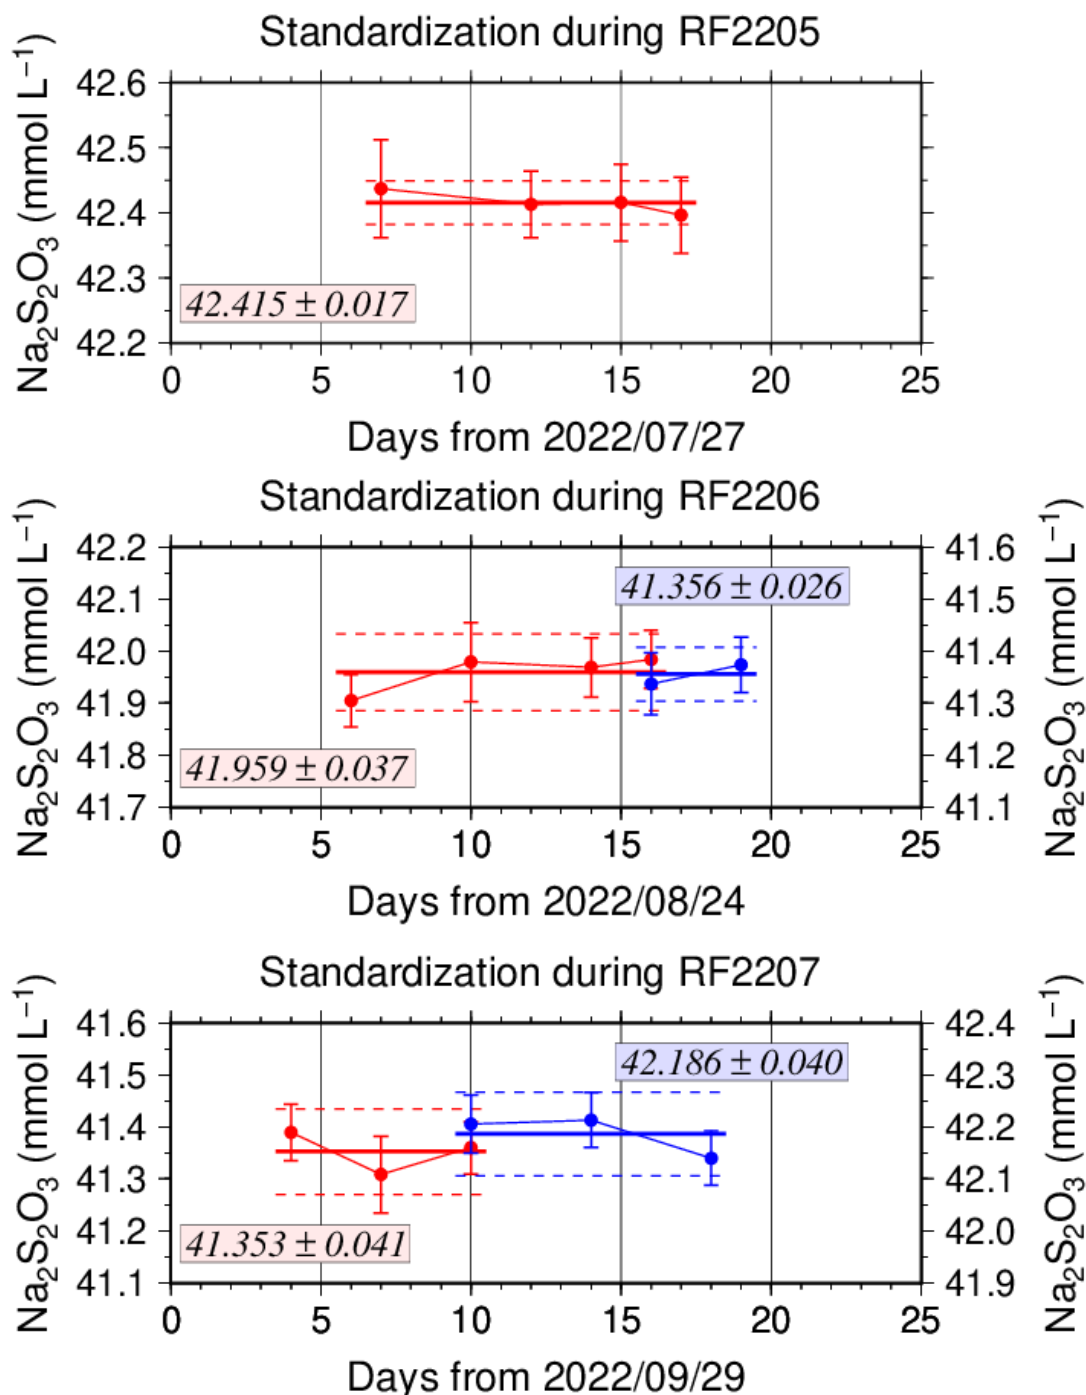 Standardization during RF2205
Na₂S₂O₃ (mmol L⁻¹)
42.6
42.5
42.4
42.3
42.2
42.415 ± 0.017
0 5 10 15 20 25
Days from 2022/07/27
Standardization during RF2206
Na₂S₂O₃ (mmol L⁻¹)
42.2
42.1
42.0
41.9
41.8
41.7
41.356 ± 0.026
41.959 ± 0.037
41.6
41.5
41.4
41.3
41.2
41.1
Na₂S₂O₃ (mmol L⁻¹)
0 5 10 15 20 25
Days from 2022/08/24
Standardization during RF2207
Na₂S₂O₃ (mmol L⁻¹)
41.6
41.5
41.4
41.3
41.2
41.1
42.186 ± 0.040
41.353 ± 0.041
42.4
42.3
42.2
42.1
42.0
41.9
Na₂S₂O₃ (mmol L⁻¹)
0 5 10 15 20 25
Days from 2022/09/29